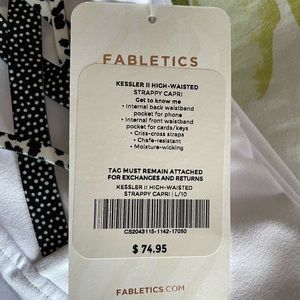 FABLETICS
KESSLER II HIGH-WAISTED
STRAPPY CAPRI
Get to know me
• Internal back waistband
pocket for phone
• Internal front waistband
pocket for cards/keys
• Criss-cross straps
• Chafe-resistant
• Moisture-wicking
TAG MUST REMAIN ATTACHED
FOR EXCHANGES AND RETURNS
KESSLER II HIGH-WAISTED
STRAPPY CAPRI | L/10
CS2043115-1142-17050
$ 74.95
FABLETICS.COM